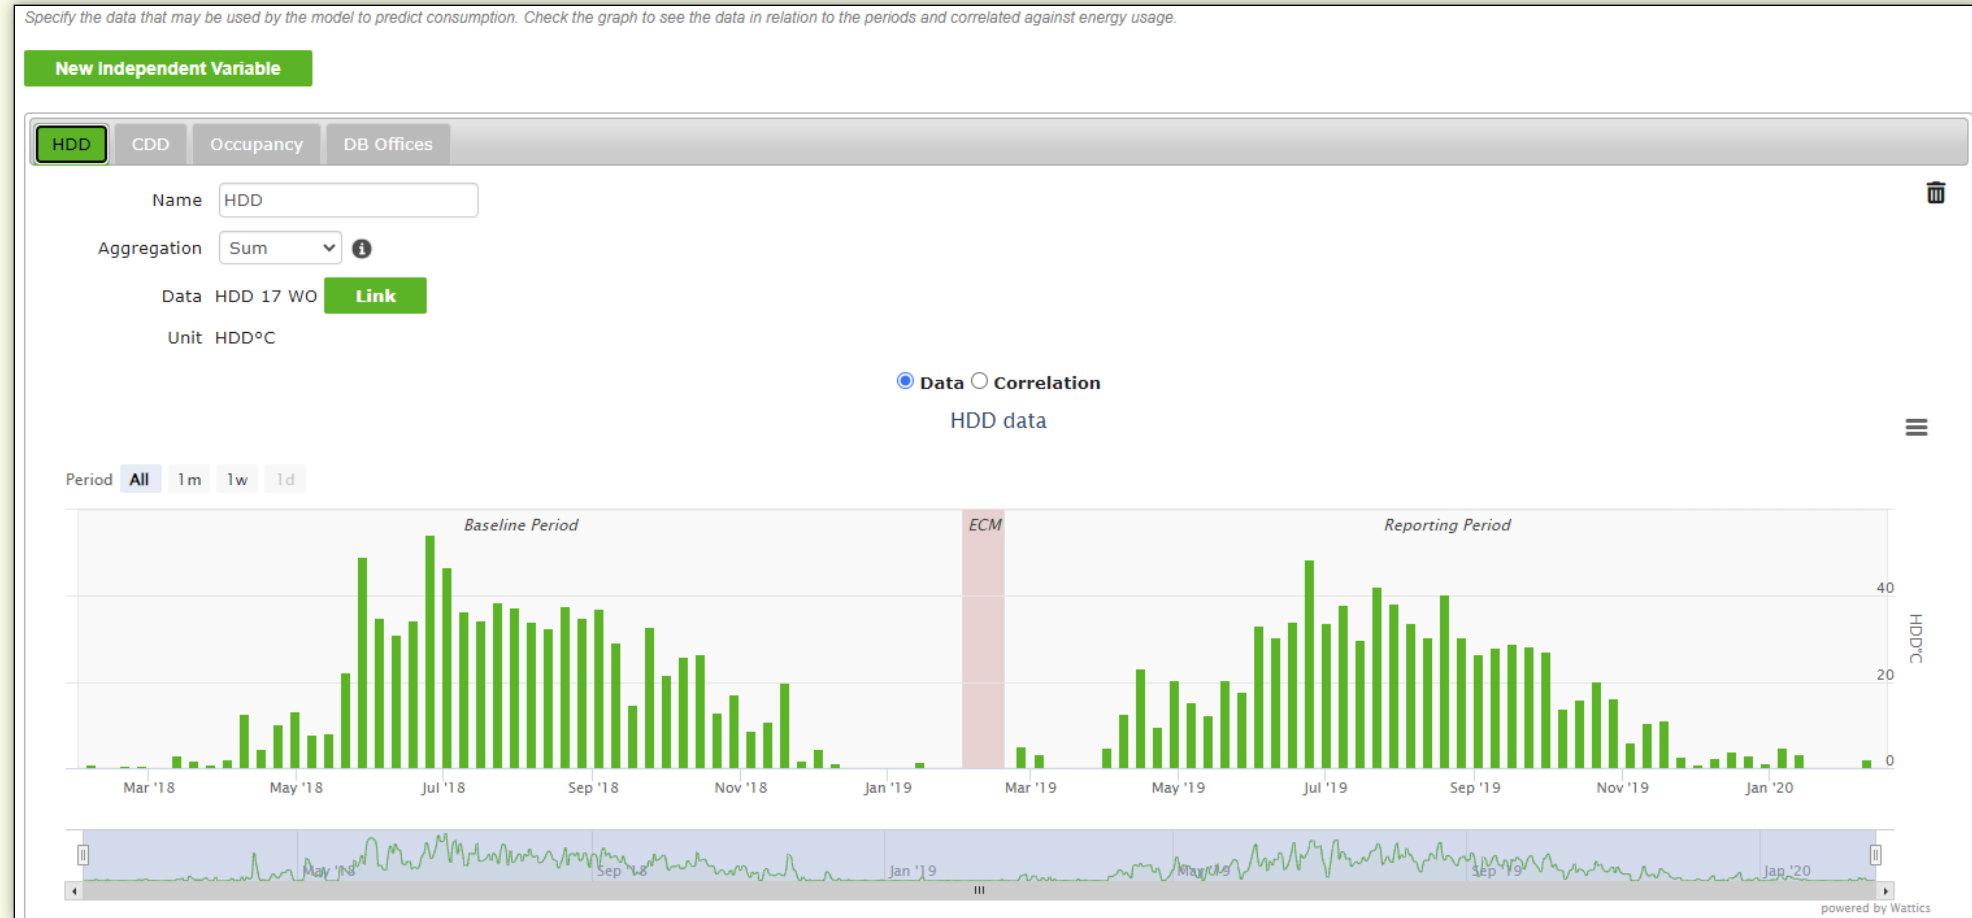 Specify the data that may be used by the model to predict consumption. Check the graph to see the data in relation to the periods and correlated against energy usage.
New Independent Variable
HDD CDD Occupancy DB Offices
Name HDD
Aggregation Sum
Data HDD 17 WO Link
Unit HDD°C
Data Correlation
HDD data
Period All 1m 1w 1d
Baseline Period ECM Reporting Period
40
HDD°C
20
0
Mar '18 May '18 Jul '18 Sep '18 Nov '18 Jan '19 Mar '19 May '19 Jul '19 Sep '19 Nov '19 Jan '20
May '18 Sep '18 Jan '19 May '19 Sep '19 Jan '20
powered by Wattics